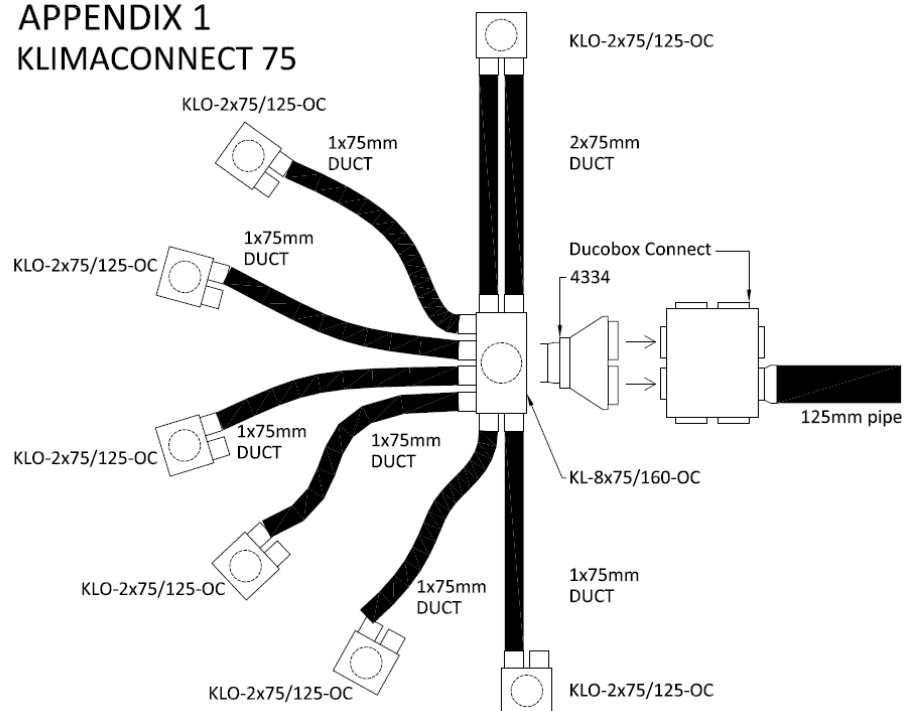 APPENDIX 1
KLIMACONNECT 75
KLO-2x75/125-OC
KLO-2x75/125-OC
1x75mm
DUCT
2x75mm
DUCT
1x75mm
DUCT
KLO-2x75/125-OC
Ducobox Connect
4334
125mm pipe
1x75mm
DUCT
1x75mm
DUCT
KLO-2x75/125-OC
KL-8x75/160-OC
KLO-2x75/125-OC
1x75mm
DUCT
1x75mm
DUCT
KLO-2x75/125-OC
KLO-2x75/125-OC